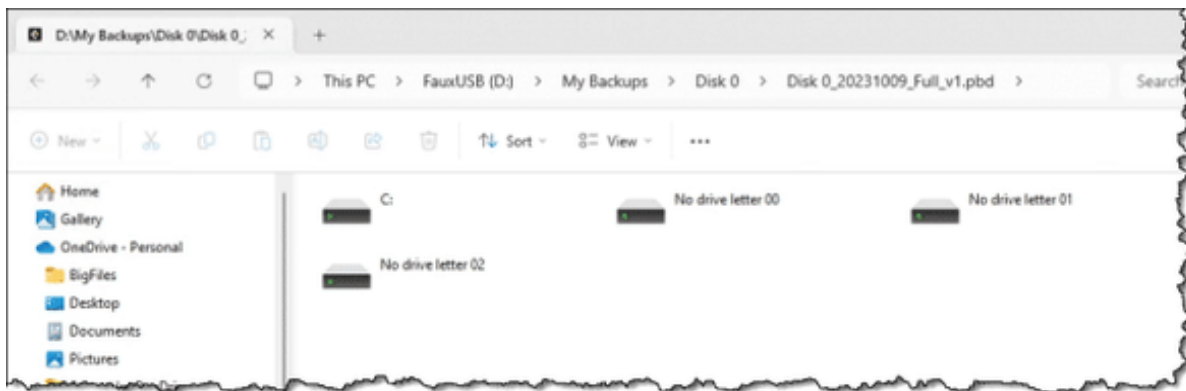 D:\My Backups\Disk 0\Disk 0_
This PC > FauxUSB (D:) > My Backups > Disk 0 > Disk 0_20231009_Full_v1.pbd >
Search
New
Sort
View
Home
Gallery
OneDrive - Personal
BigFiles
Desktop
Documents
Pictures
C:
No drive letter 00
No drive letter 01
No drive letter 02